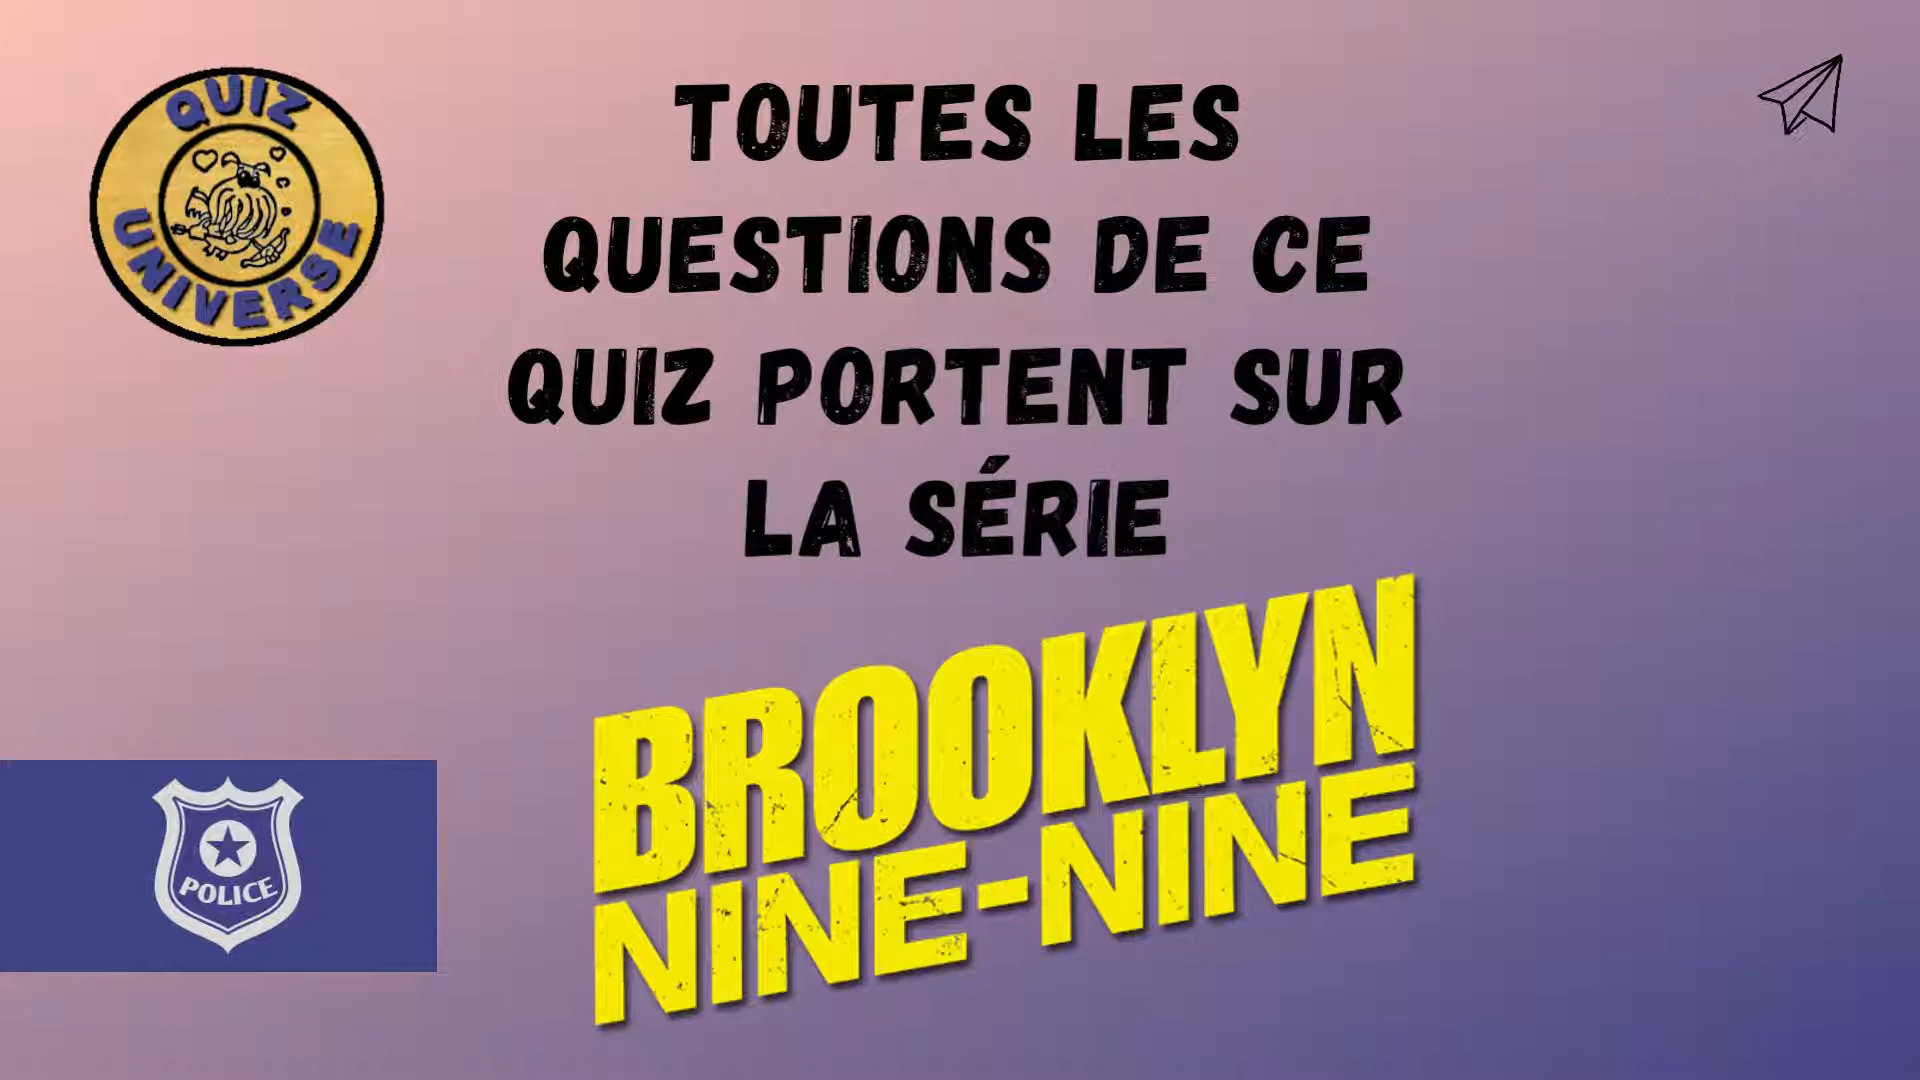 QUIZ
UNIVERSE
TOUTES LES
QUESTIONS DE CE
QUIZ PORTENT SUR
LA SÉRIE
BROOKLYN
NINE-NINE
POLICE